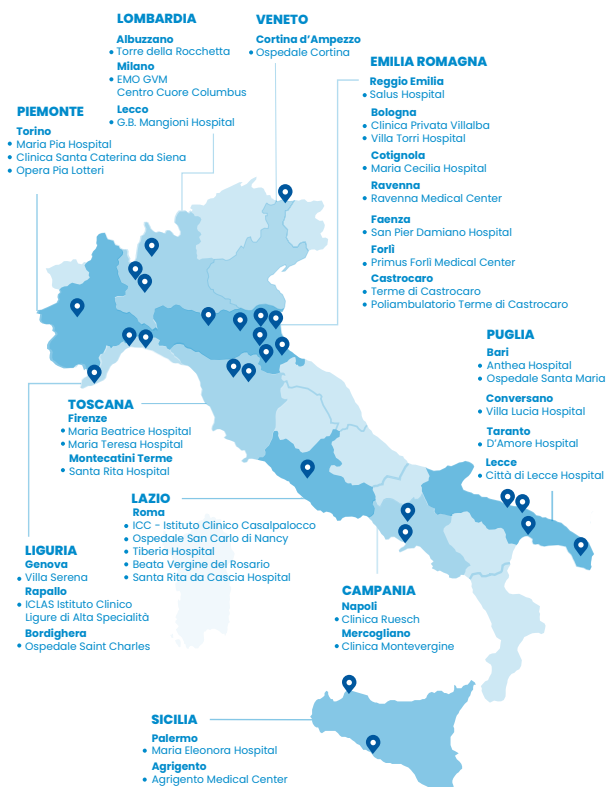 LOMBARDIA
Albuzzano
• Torre della Rocchetta
Milano
• EMO GVM
Centro Cuore Columbus
Lecco
• G.B. Mangioni Hospital
VENETO
Cortina d’Ampezzo
• Ospedale Cortina
EMILIA ROMAGNA
Reggio Emilia
• Salus Hospital
Bologna
• Clinica Privata Villalba
• Villa Torri Hospital
Cotignola
• Maria Cecilia Hospital
Ravenna
• Ravenna Medical Center
Faenza
• San Pier Damiano Hospital
Forlì
• Primus Forlì Medical Center
Castrocaro
• Terme di Castrocaro
• Poliambulatorio Terme di Castrocaro
PIEMONTE
Torino
• Maria Pia Hospital
• Clinica Santa Caterina da Siena
• Opera Pia Lotteri
PUGLIA
Bari
• Anthea Hospital
• Ospedale Santa Maria
Conversano
• Villa Lucia Hospital
Taranto
• D’Amore Hospital
Lecce
• Città di Lecce Hospital
TOSCANA
Firenze
• Maria Beatrice Hospital
• Maria Teresa Hospital
Montecatini Terme
• Santa Rita Hospital
LAZIO
Roma
• ICC - Istituto Clinico Casalpalocco
• Ospedale San Carlo di Nancy
• Tiberia Hospital
• Beata Vergine del Rosario
• Santa Rita da Cascia Hospital
LIGURIA
Genova
• Villa Serena
Rapallo
• ICLAS Istituto Clinico
Ligure di Alta Specialità
Bordighera
• Ospedale Saint Charles
CAMPANIA
Napoli
• Clinica Ruesch
Mercogliano
• Clinica Montevergine
SICILIA
Palermo
• Maria Eleonora Hospital
Agrigento
• Agrigento Medical Center